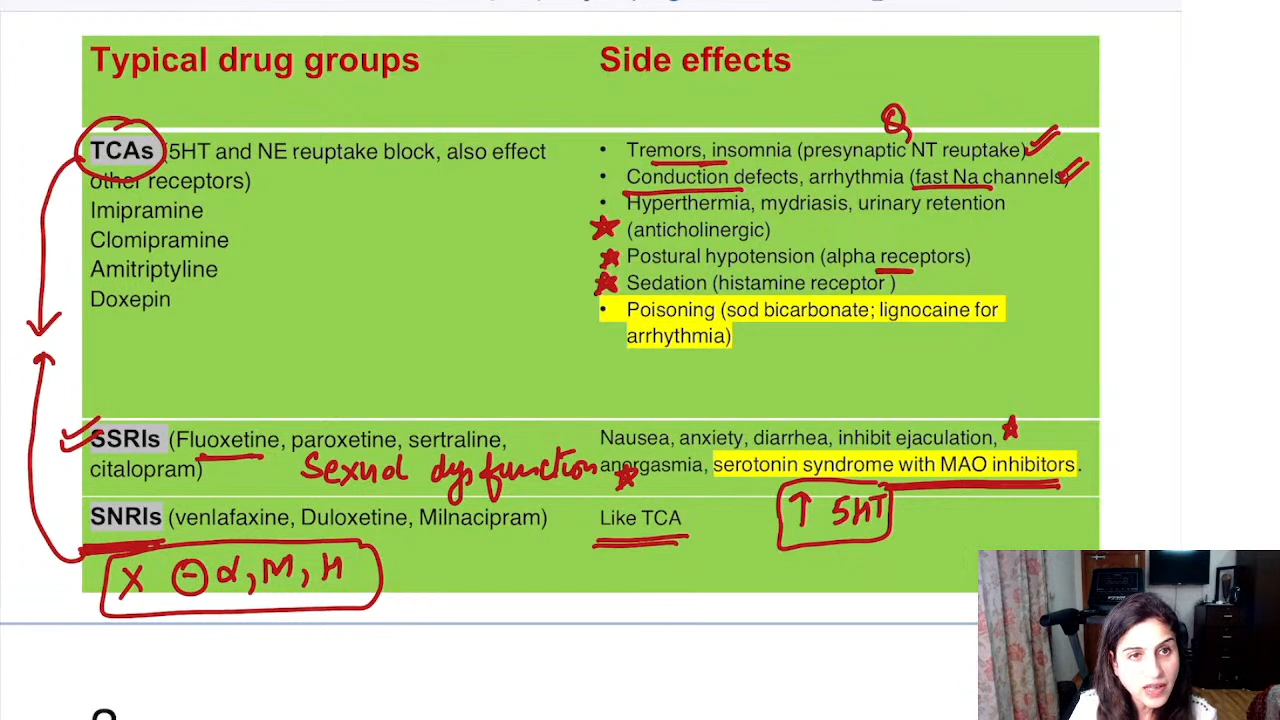 Typical drug groups
Side effects
TCAs (5HT and NE reuptake block, also effect
other receptors)
Imipramine
Clomipramine
Amitriptyline
Doxepin
• Tremors, insomnia (presynaptic NT reuptake)
• Conduction defects, arrhythmia (fast Na channels)
• Hyperthermia, mydriasis, urinary retention
(anticholinergic)
Postural hypotension (alpha receptors)
Sedation (histamine receptor )
• Poisoning (sod bicarbonate; lignocaine for
arrhythmia)
SSRIs (Fluoxetine, paroxetine, sertraline,
citalopram)
Sexual dysfunction
Nausea, anxiety, diarrhea, inhibit ejaculation,
anorgasmia, serotonin syndrome with MAO inhibitors.
↑ 5HT
SNRIs (venlafaxine, Duloxetine, Milnacipram)
Like TCA
X ⊖ α, M, H